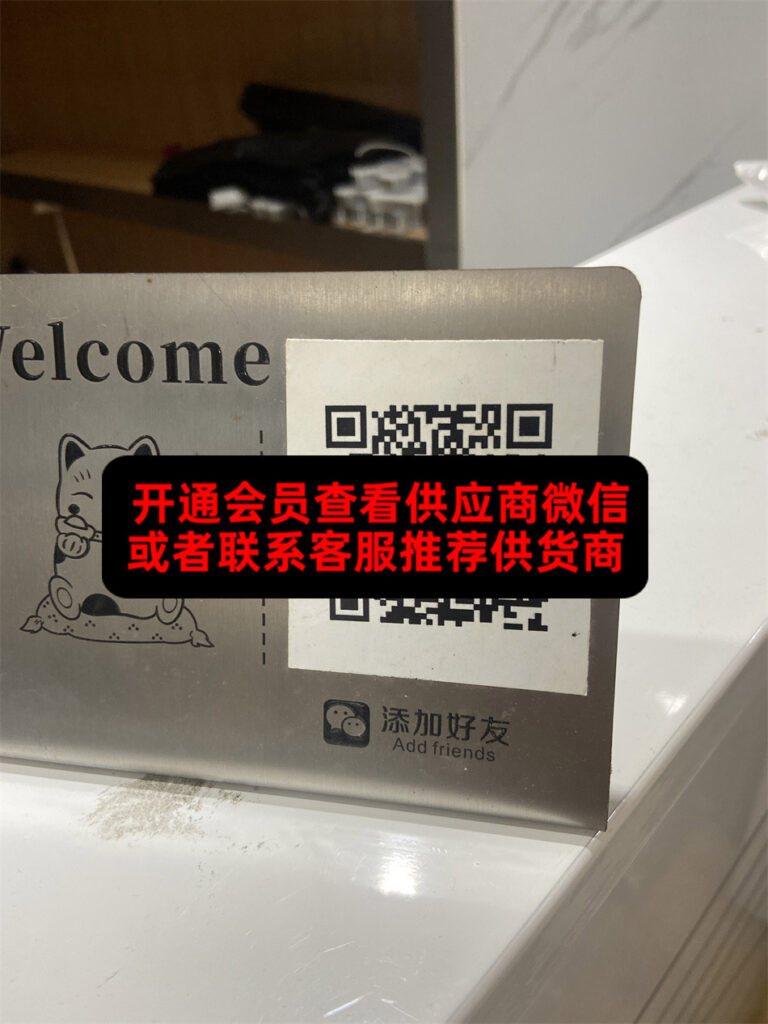 Welcome
开通会员查看供应商微信
或者联系客服推荐供货商
添加好友
Add friends